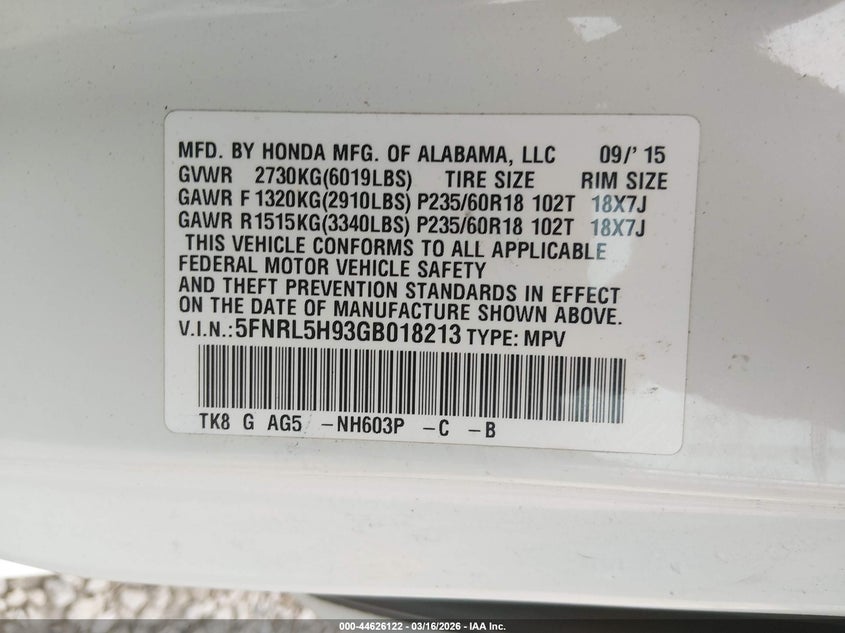 MFD. BY HONDA MFG. OF ALABAMA, LLC 09/' 15
GVWR 2730KG(6019LBS) TIRE SIZE RIM SIZE
GAWR F 1320KG(2910LBS) P235/60R18 102T 18X7J
GAWR R1515KG(3340LBS) P235/60R18 102T 18X7J
THIS VEHICLE CONFORMS TO ALL APPLICABLE
FEDERAL MOTOR VEHICLE SAFETY
AND THEFT PREVENTION STANDARDS IN EFFECT
ON THE DATE OF MANUFACTURE SHOWN ABOVE.
V.I.N.:5FNRL5H93GB018213 TYPE: MPV
TK8 G AG5 -NH603P -C -B
000-44626122 - 03/16/2026 - IAA Inc.